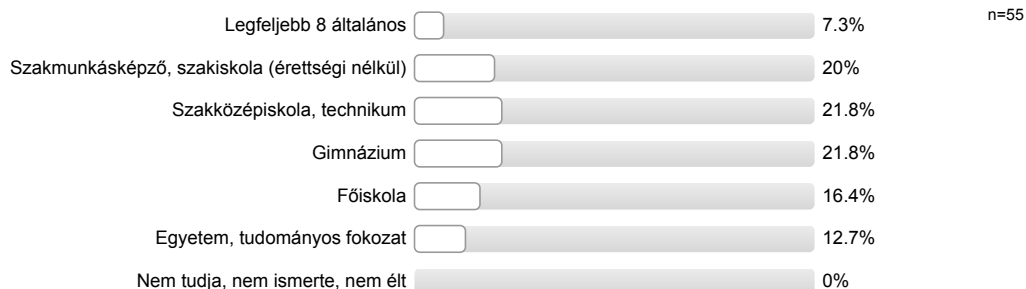 Legfeljebb 8 általános 7.3% n=55
Szakmunkásképző, szakiskola (érettségi nélkül) 20%
Szakközépiskola, technikum 21.8%
Gimnázium 21.8%
Főiskola 16.4%
Egyetem, tudományos fokozat 12.7%
Nem tudja, nem ismerte, nem élt 0%